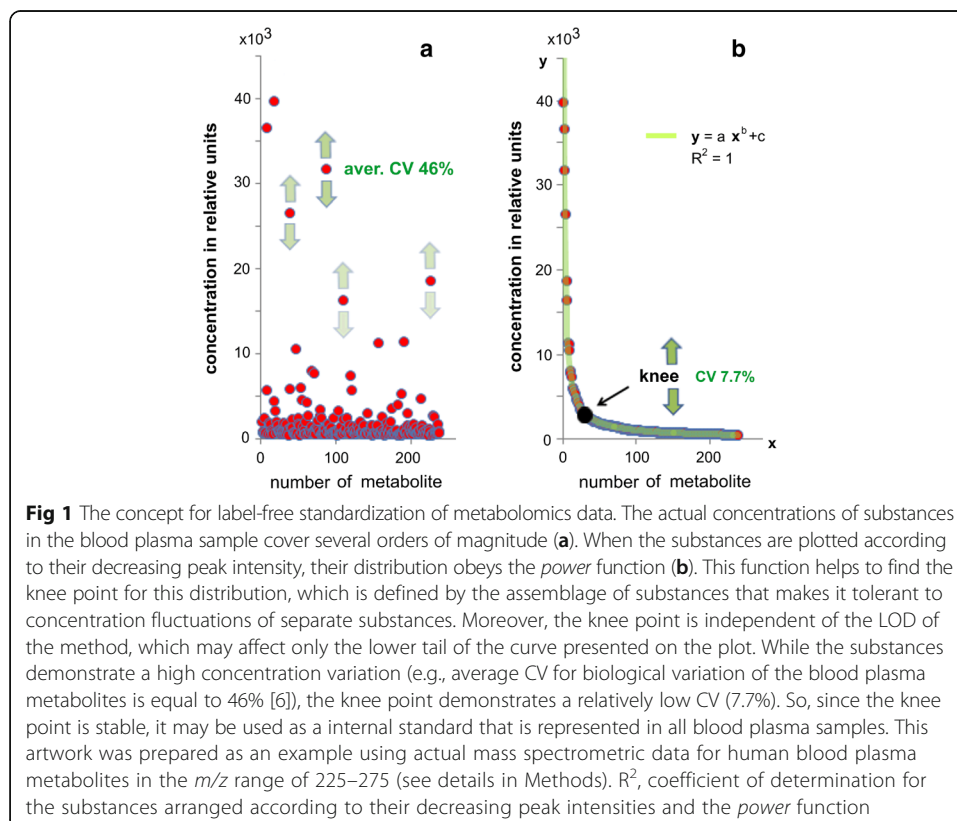 x10³
a
40
30
20
10
0
concentration in relative units
aver. CV 46%
0
100
200
number of metabolite
x10³
b
y
40
30
20
10
0
concentration in relative units
y = a x^b +c
R² = 1
knee
CV 7.7%
x
0
100
200
number of metabolite
Fig 1 The concept for label-free standardization of metabolomics data. The actual concentrations of substances
in the blood plasma sample cover several orders of magnitude (a). When the substances are plotted according
to their decreasing peak intensity, their distribution obeys the power function (b). This function helps to find the
knee point for this distribution, which is defined by the assemblage of substances that makes it tolerant to
concentration fluctuations of separate substances. Moreover, the knee point is independent of the LOD of
the method, which may affect only the lower tail of the curve presented on the plot. While the substances
demonstrate a high concentration variation (e.g., average CV for biological variation of the blood plasma
metabolites is equal to 46% [6]), the knee point demonstrates a relatively low CV (7.7%). So, since the knee
point is stable, it may be used as a internal standard that is represented in all blood plasma samples. This
artwork was prepared as an example using actual mass spectrometric data for human blood plasma
metabolites in the m/z range of 225–275 (see details in Methods). R², coefficient of determination for
the substances arranged according to their decreasing peak intensities and the power function